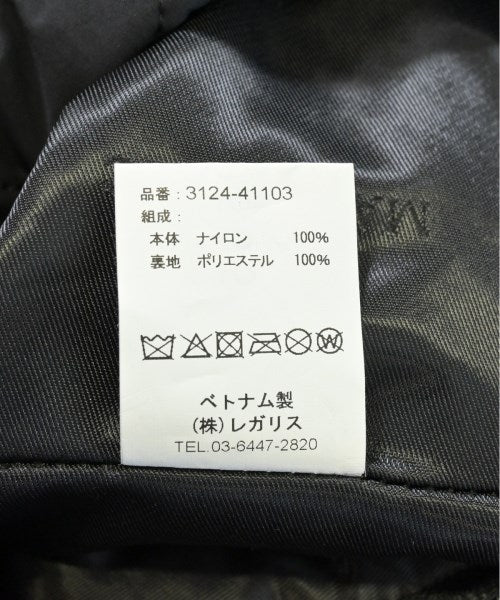 品番：3124-41103
組成：
本体 ナイロン 100%
裏地 ポリエステル 100%
ベトナム製
（株）レガリス
TEL.03-6447-2820